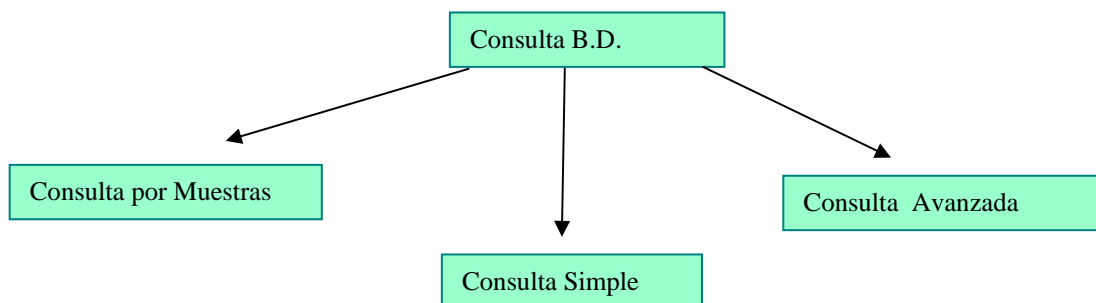 Consulta B.D.
Consulta por Muestras
Consulta Avanzada
Consulta Simple